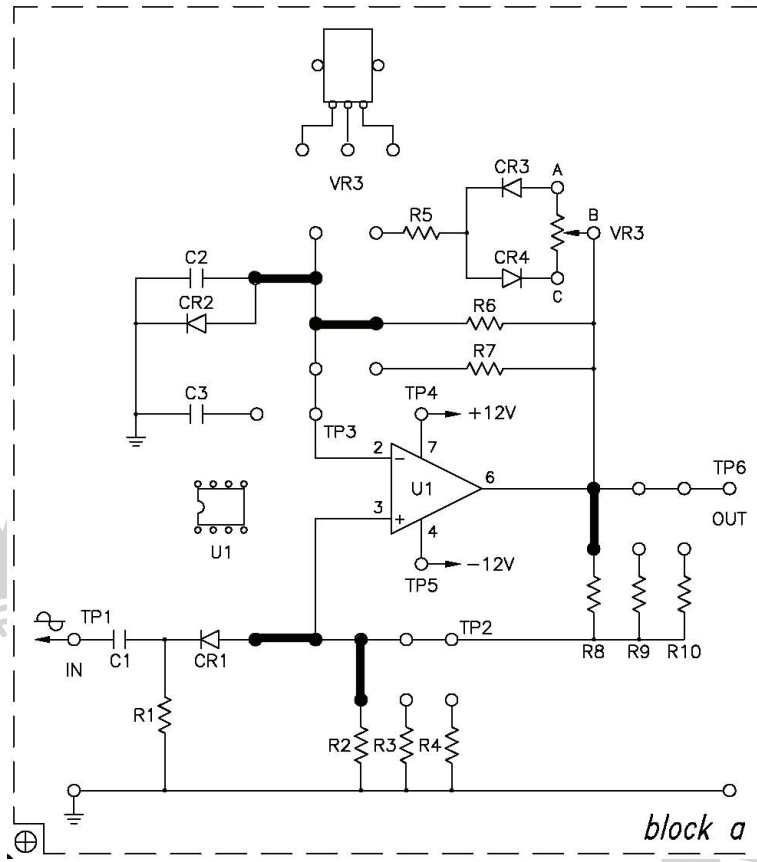 VR3
A
CR3
R5
B
VR3
CR4
C
C2
CR2
R6
R7
C3
TP4
+12V
TP3
2
7
−
U1
6
TP6
3
+
4
OUT
U1
−12V
TP5
TP1
TP2
IN
C1
CR1
R8
R9
R10
R1
R2
R3
R4
block a